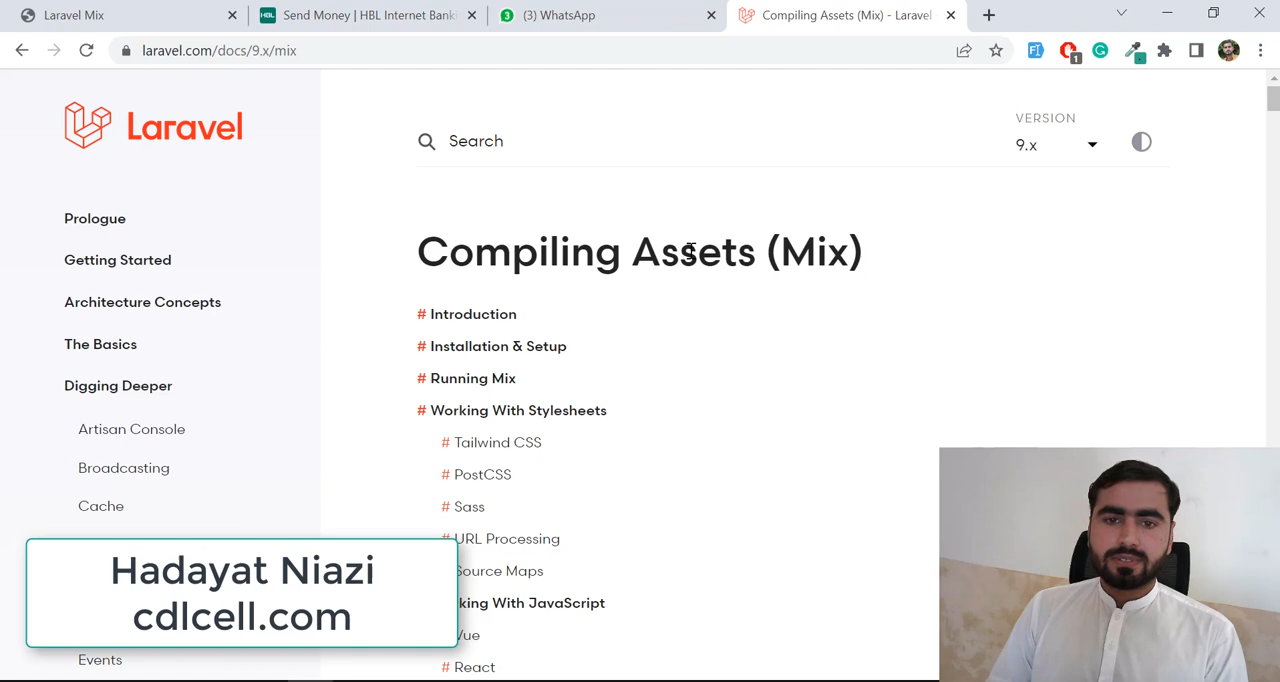 Laravel Mix
HBL
Send Money | HBL Internet Banki
3
(3) WhatsApp
Compiling Assets (Mix) - Laravel
laravel.com/docs/9.x/mix
1
Laravel
Search
VERSION
9.x
Prologue
Getting Started
Architecture Concepts
The Basics
Digging Deeper
Artisan Console
Broadcasting
Cache
Events
Compiling Assets (Mix)
# Introduction
# Installation & Setup
# Running Mix
# Working With Stylesheets
# Tailwind CSS
# PostCSS
# Sass
URL Processing
Source Maps
king With JavaScript
Vue
# React
Hadayat Niazi
cdlcell.com